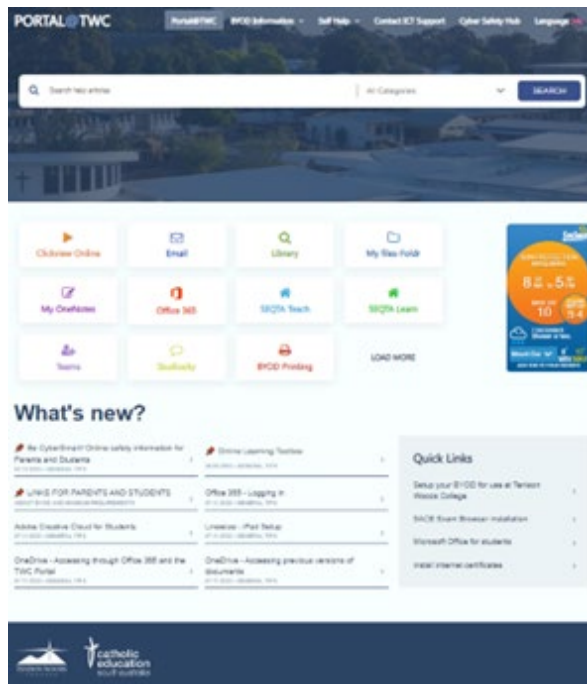 PORTAL@TWC
Portal@TWC BYOD Information Self Help Contact ICT Support Cyber Safety Hub Language
Search help articles All Categories SEARCH
Clickview Online Email Library My files Foldr
My OneNotes Office 365 SEQTA Teach SEQTA Learn
Teams Studiosity BYOD Printing LOAD MORE
8 5
10
What's new?
Be CyberSmart! Online safety information for
Parents and Students
Online Learning Toolbox
LINKS FOR PARENTS AND STUDENTS
Office 365 - Logging in
Adobe Creative Cloud for Students
iPad Setup
OneDrive - Accessing through Office 365 and the
TWC Portal
OneDrive - Accessing previous versions of
documents
Quick Links
Setup your BYOD for use at Tenison
Woods College
SACE Exam Browser installation
Microsoft Office for students
Install internet certificates
catholic
education
south australia